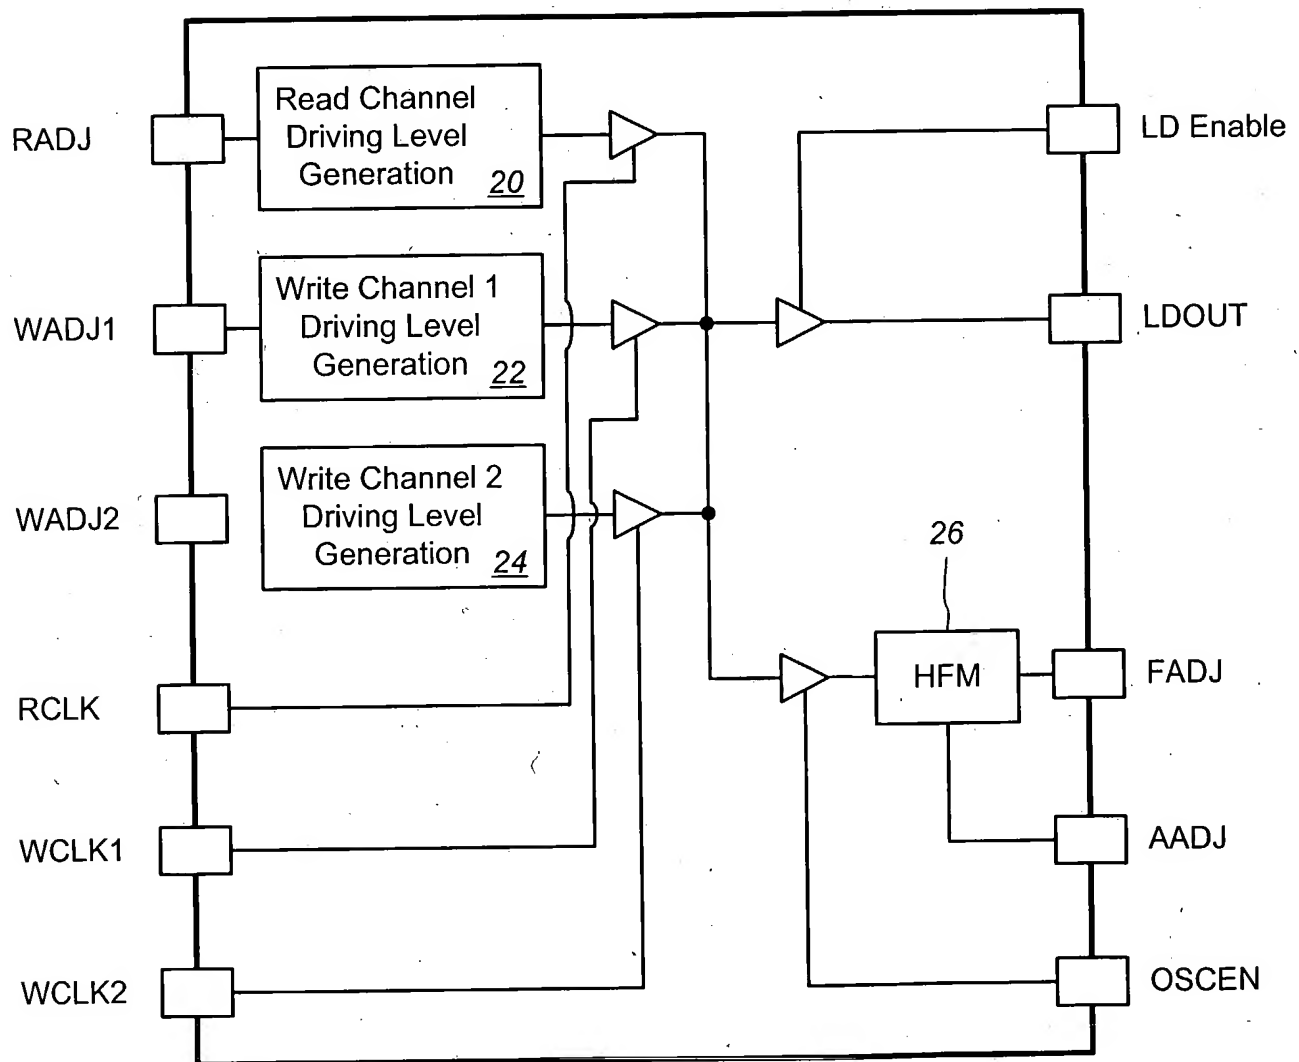 RADJ
Read Channel
Driving Level
Generation 20
LD Enable
WADJ1
Write Channel 1
Driving Level
Generation 22
LDOUT
WADJ2
Write Channel 2
Driving Level
Generation 24
26
HFM
FADJ
RCLK
WCLK1
AADJ
WCLK2
OSCEN